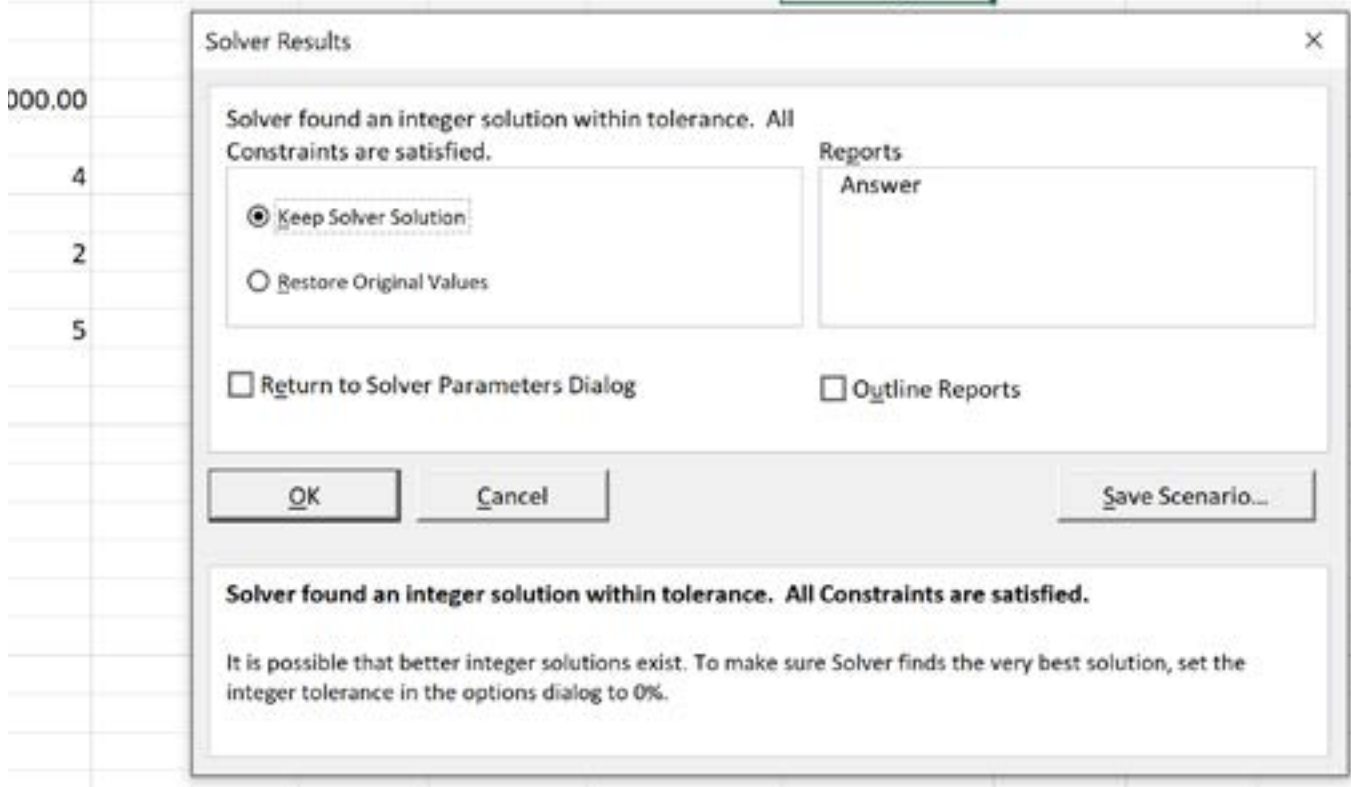 Solver Results
000.00
Solver found an integer solution within tolerance. All
Constraints are satisfied.
Reports
4
Answer
Keep Solver Solution
2
Restore Original Values
5
Return to Solver Parameters Dialog
Outline Reports
OK
Cancel
Save Scenario...
Solver found an integer solution within tolerance. All Constraints are satisfied.
It is possible that better integer solutions exist. To make sure Solver finds the very best solution, set the
integer tolerance in the options dialog to 0%.